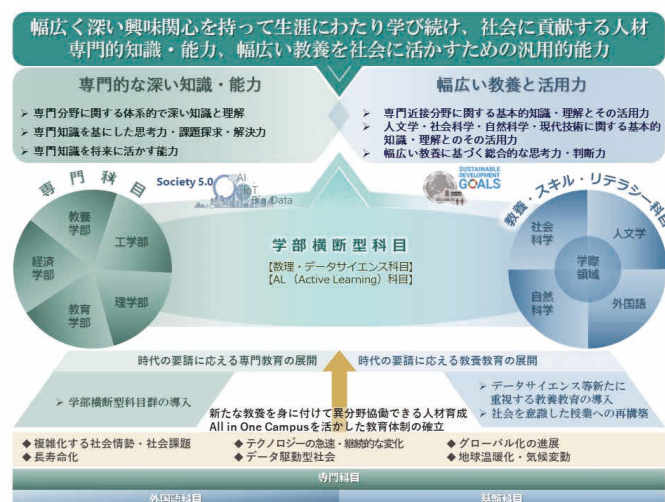 幅広く深い興味関心を持って生涯にわたり学び続け、社会に貢献する人材
専門的知識・能力、幅広い教養を社会に活かすための汎用的能力
専門的な深い知識・能力
➢ 専門分野に関する体系的で深い知識と理解
➢ 専門知識を基にした思考力・課題探求・解決力
➢ 専門知識を将来に活かす能力
幅広い教養と活用力
➢ 専門近接分野に関する基本的知識・理解とその活用力
➢ 人文学・社会科学・自然科学・現代技術に関する基本的
知識・理解とのその活用力
➢ 幅広い教養に基づく総合的な思考力・判断力
専門科目
教養
学部
工学部
経済
学部
教育
学部
理学部
Society 5.0
AI
IoT
Big Data
SUSTAINABLE
DEVELOPMENT
GOALS
学部横断型科目
【数理・データサイエンス科目】
【AL（Active Learning）科目】
教養・スキル・リテラシー科目
社会
科学
人文学
学際
領域
自然
科学
外国語
時代の要請に応える専門教育の展開
時代の要請に応える教養教育の展開
➢ 学部横断型科目群の導入
➢ データサイエンス等新たに
重視する教養教育の導入
➢ 社会を意識した授業への再構築
新たな教養を身に付けて異分野協働できる人材育成
All in One Campusを活かした教育体制の確立
◆ 複雑化する社会情勢・社会課題
◆ テクノロジーの急速・継続的な変化
◆ グローバル化の進展
◆ 長寿命化
◆ データ駆動型社会
◆ 地球温暖化・気候変動
専門科目
外国語科目
基盤科目